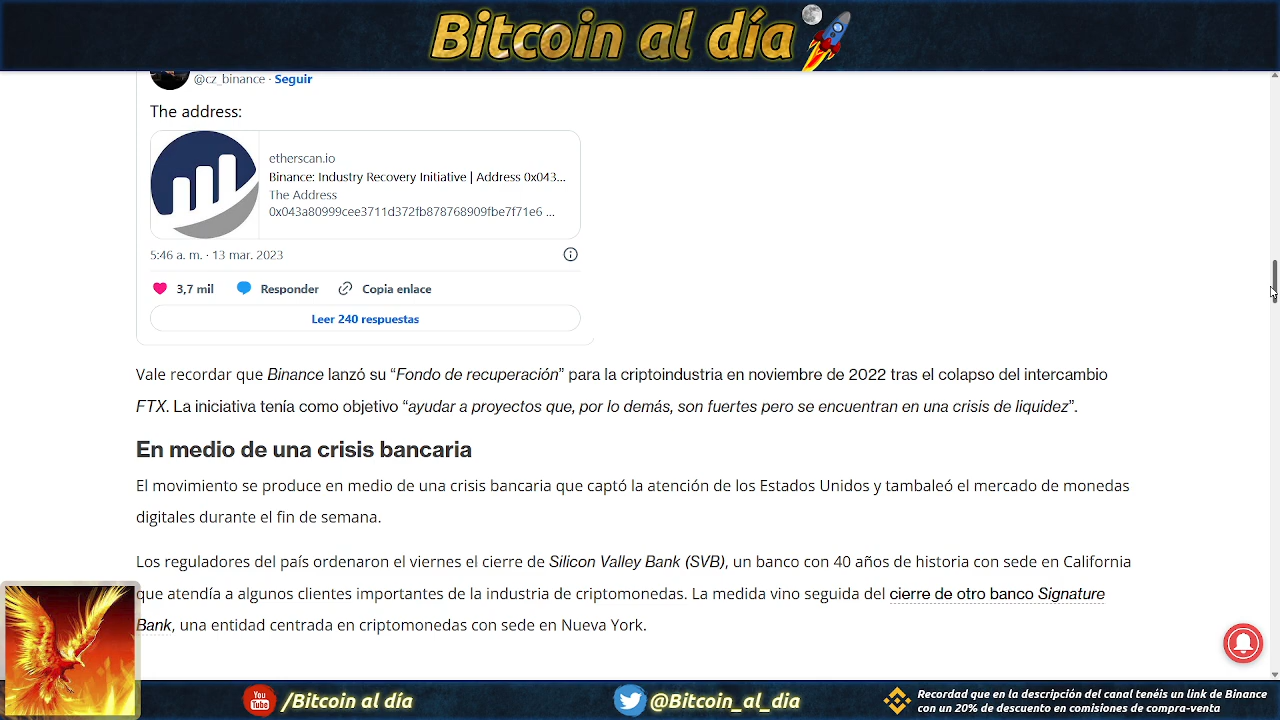 Bitcoin al día
@cz_binance · Seguir
The address:
etherscan.io
Binance: Industry Recovery Initiative | Address 0x043...
The Address
0x043a80999cee3711d372fb878768909fbe7f71e6 ...
5:46 a. m. · 13 mar. 2023
3,7 mil Responder Copia enlace
Leer 240 respuestas
Vale recordar que Binance lanzó su “Fondo de recuperación” para la criptoindustria en noviembre de 2022 tras el colapso del intercambio
FTX. La iniciativa tenía como objetivo “ayudar a proyectos que, por lo demás, son fuertes pero se encuentran en una crisis de liquidez”.
En medio de una crisis bancaria
El movimiento se produce en medio de una crisis bancaria que captó la atención de los Estados Unidos y tambaleó el mercado de monedas
digitales durante el fin de semana.
Los reguladores del país ordenaron el viernes el cierre de Silicon Valley Bank (SVB), un banco con 40 años de historia con sede en California
que atendía a algunos clientes importantes de la industria de criptomonedas. La medida vino seguida del cierre de otro banco Signature
Bank, una entidad centrada en criptomonedas con sede en Nueva York.
You Tube /Bitcoin al día
@Bitcoin_al_dia
Recordad que en la descripción del canal tenéis un link de Binance
con un 20% de descuento en comisiones de compra-venta